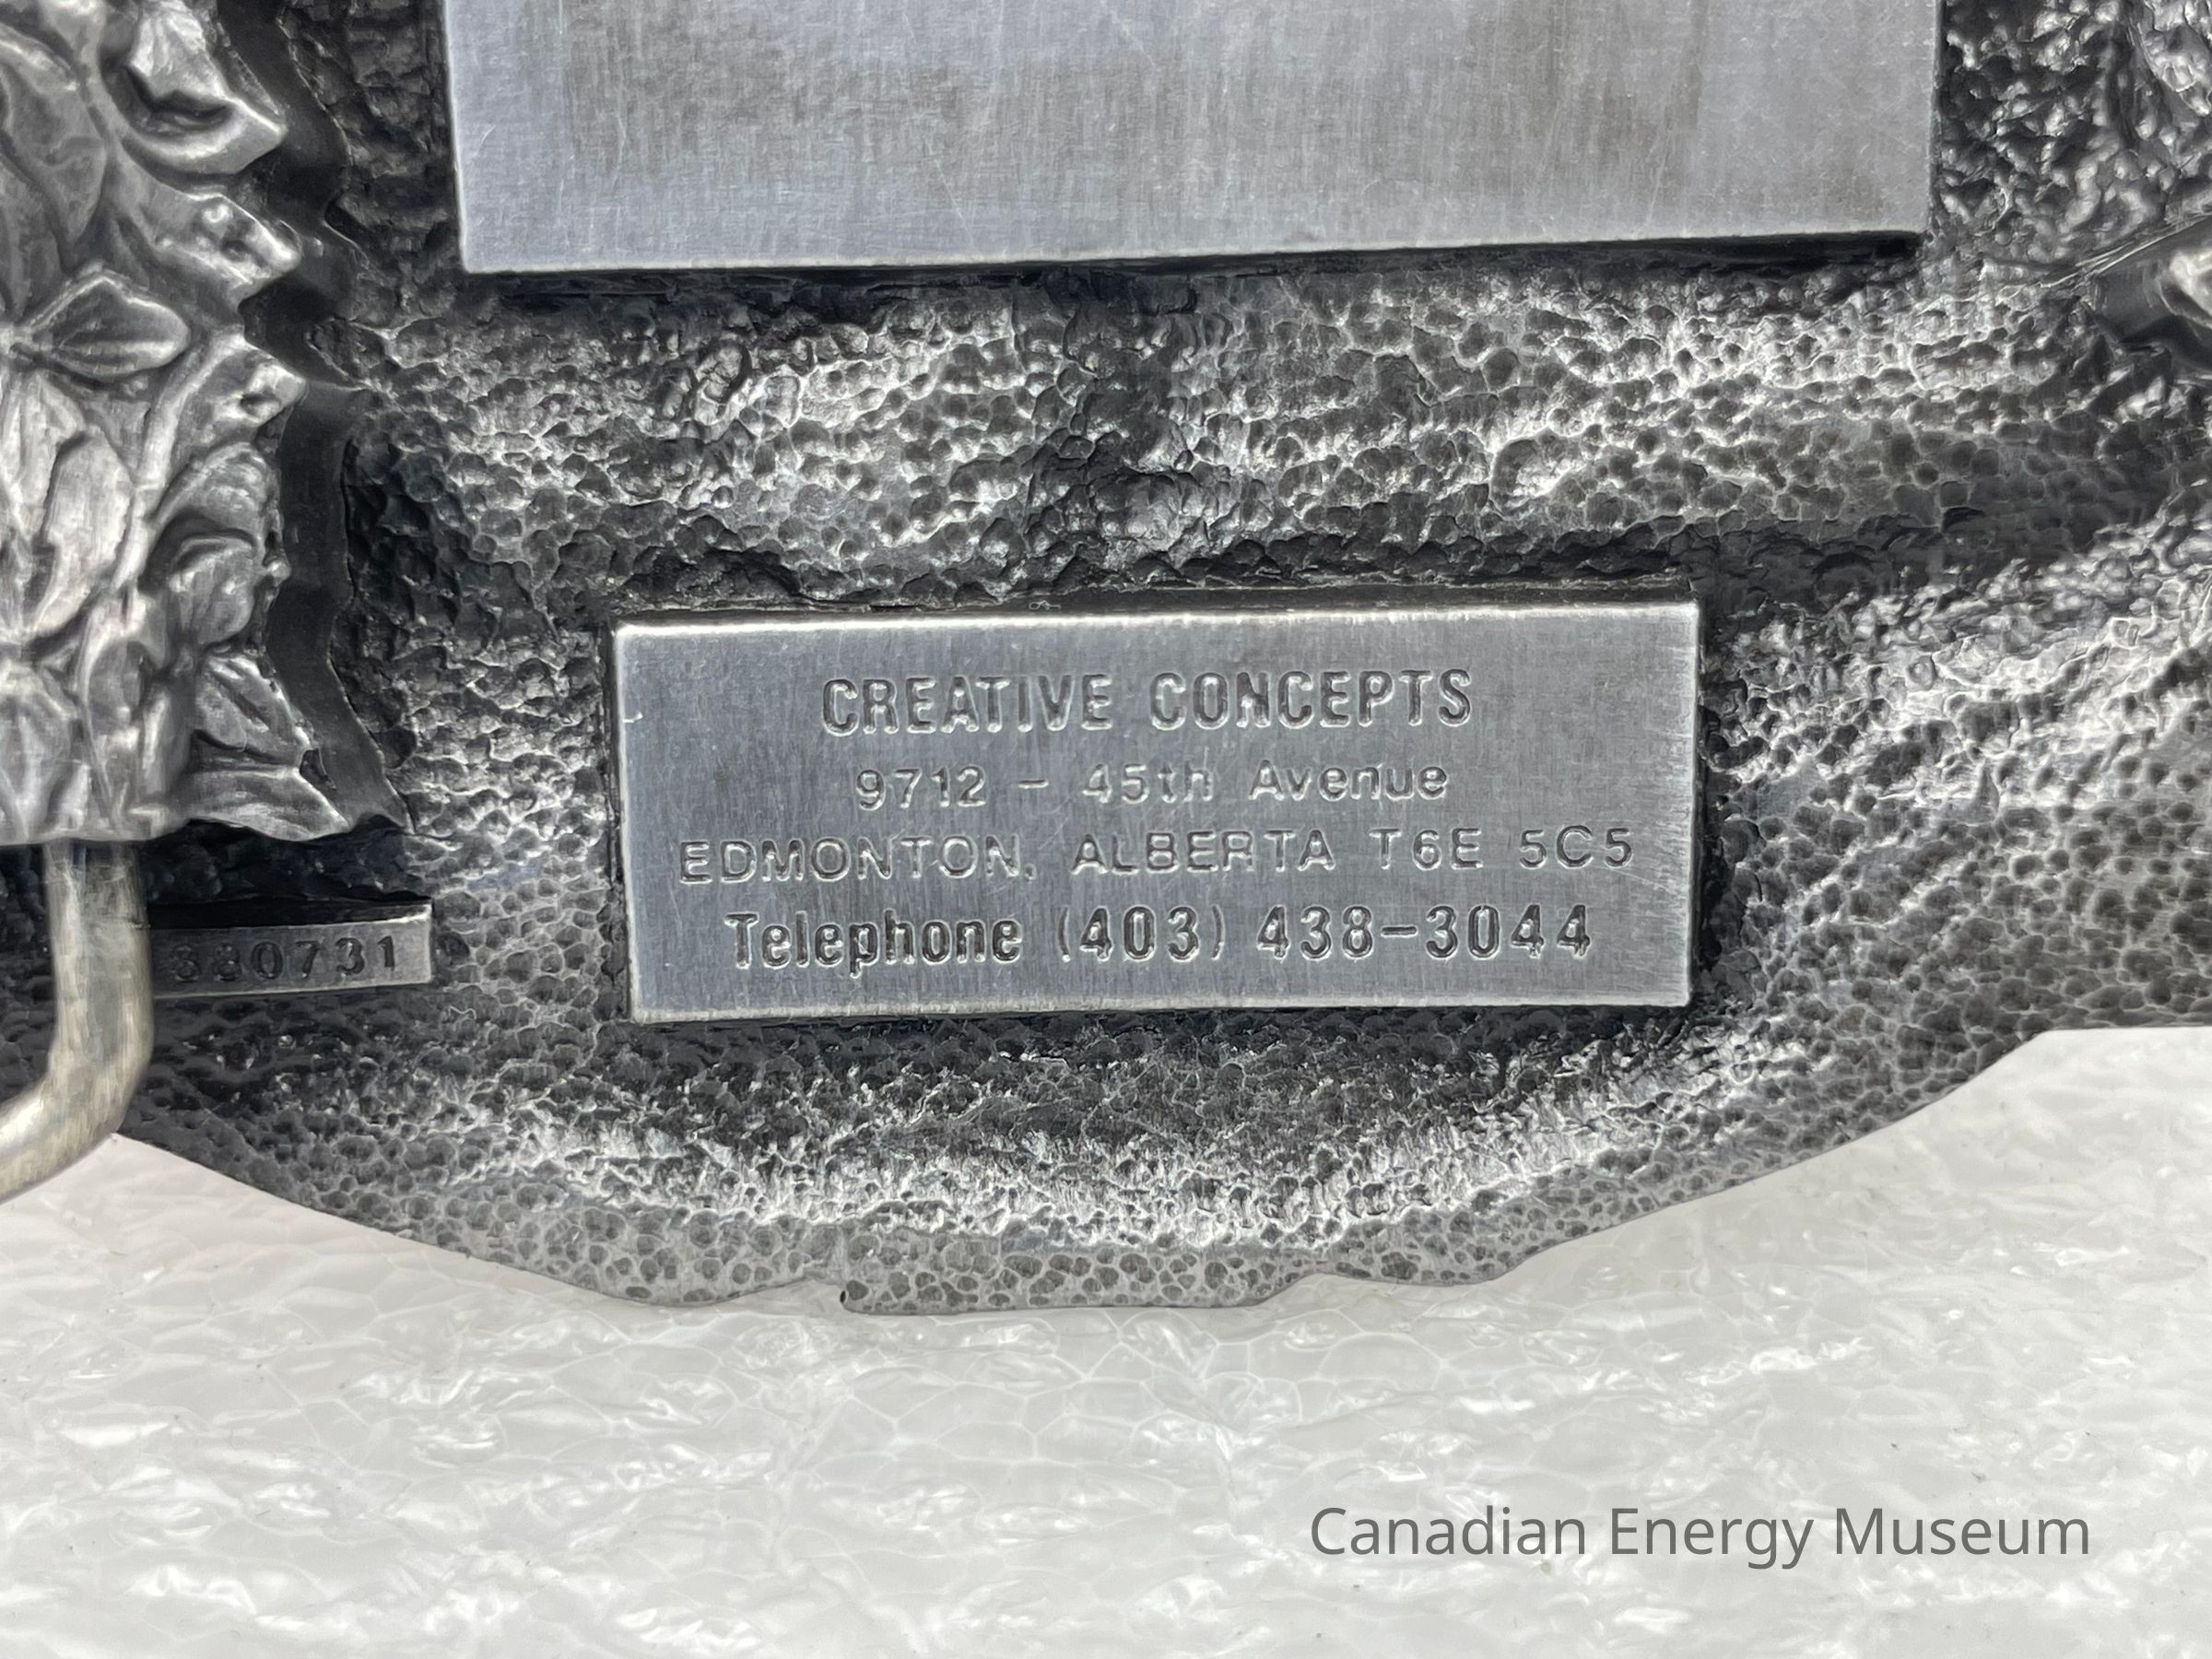 CREATIVE CONCEPTS
9712 - 45th Avenue
EDMONTON, ALBERTA T6E 5C5
Telephone (403) 438-3044
Canadian Energy Museum